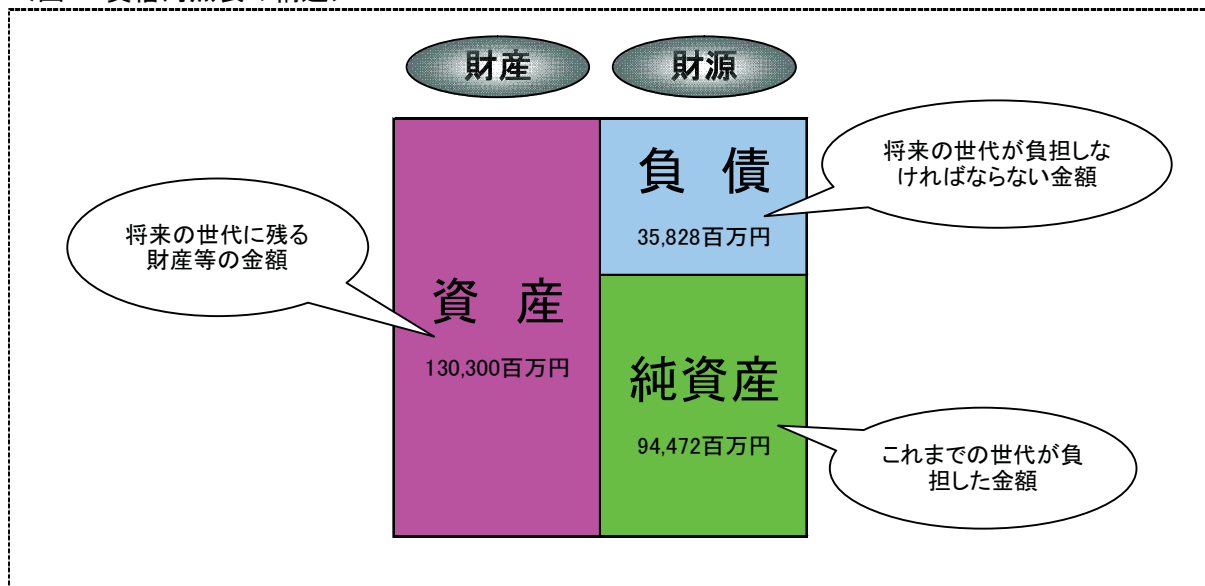 財産
財源
負 債
35,828百万円
将来の世代が負担しな
ければならない金額
将来の世代に残る
財産等の金額
資 産
130,300百万円
純資産
94,472百万円
これまでの世代が負
担した金額